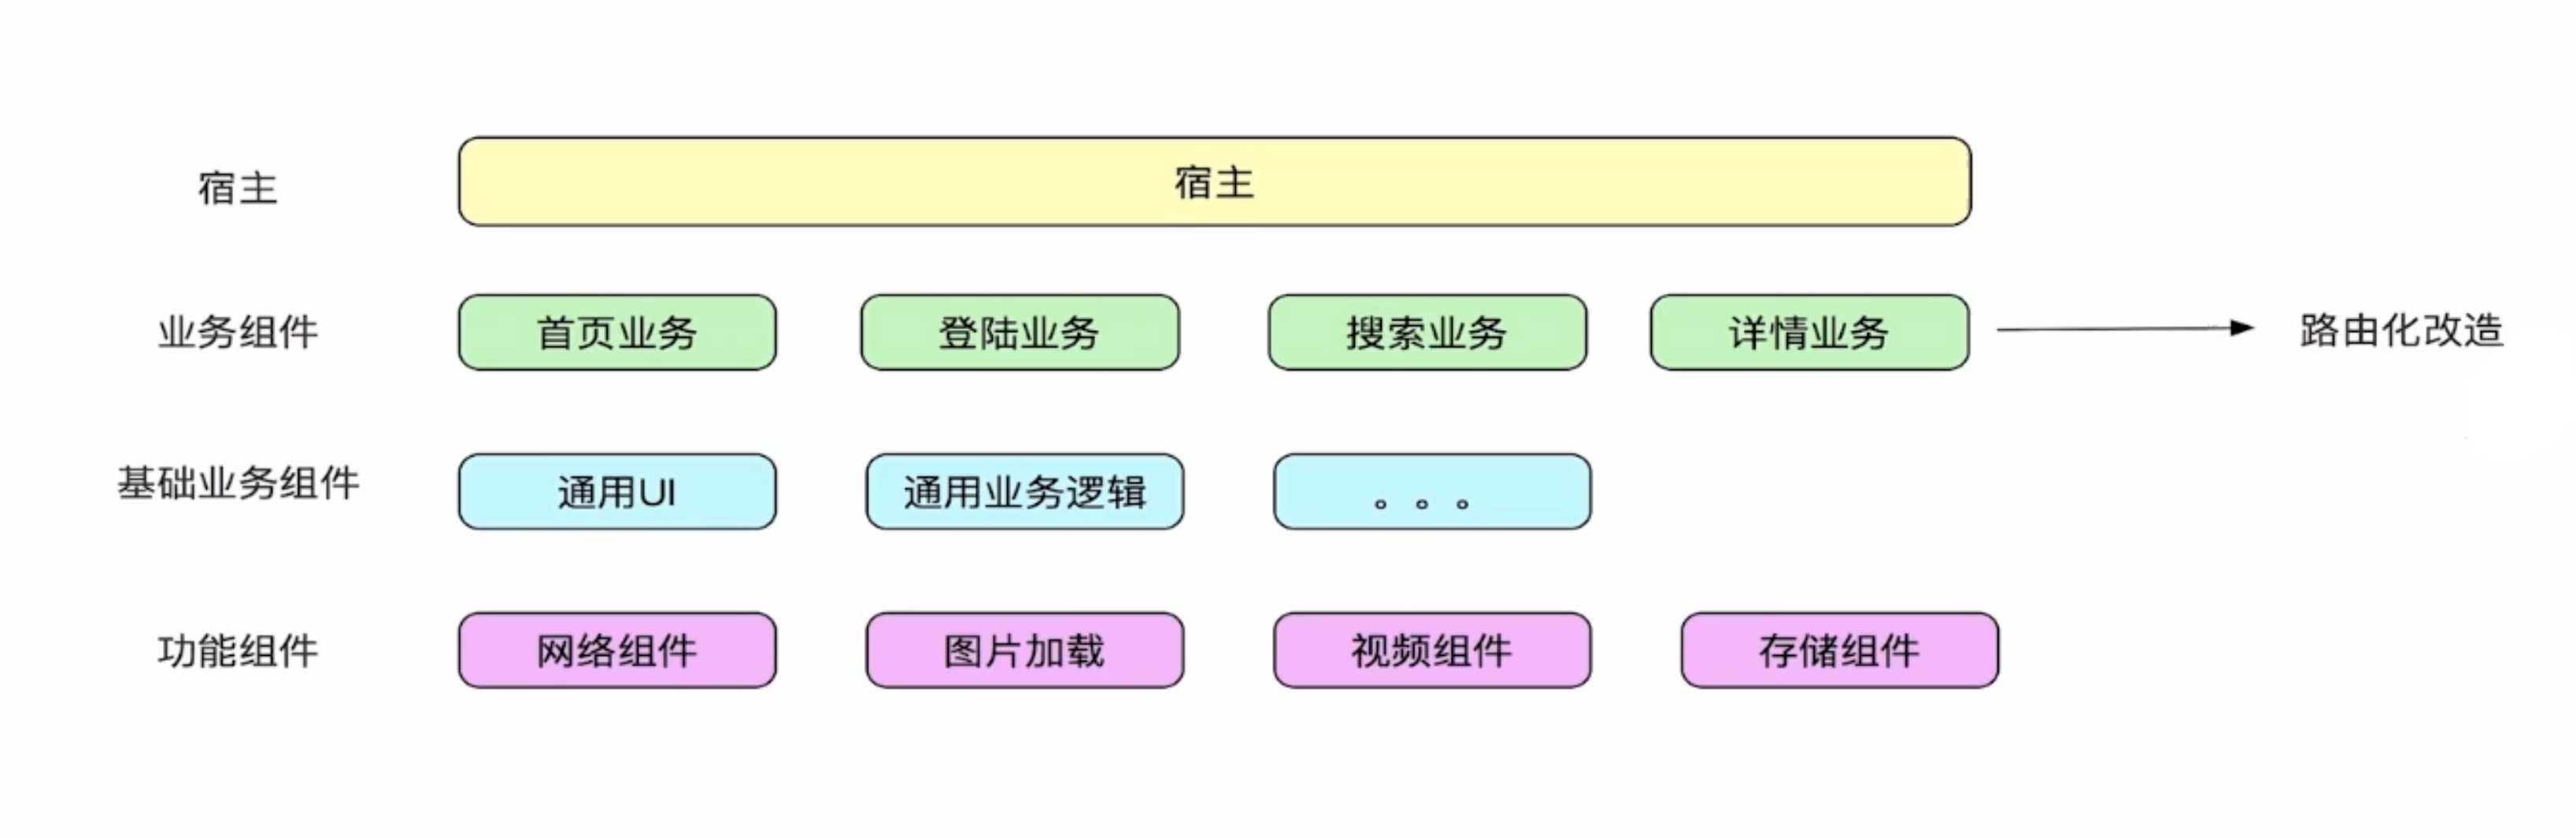 宿主
宿主
业务组件
首页业务
登陆业务
搜索业务
详情业务
路由化改造
基础业务组件
通用UI
通用业务逻辑
。。。
功能组件
网络组件
图片加载
视频组件
存储组件